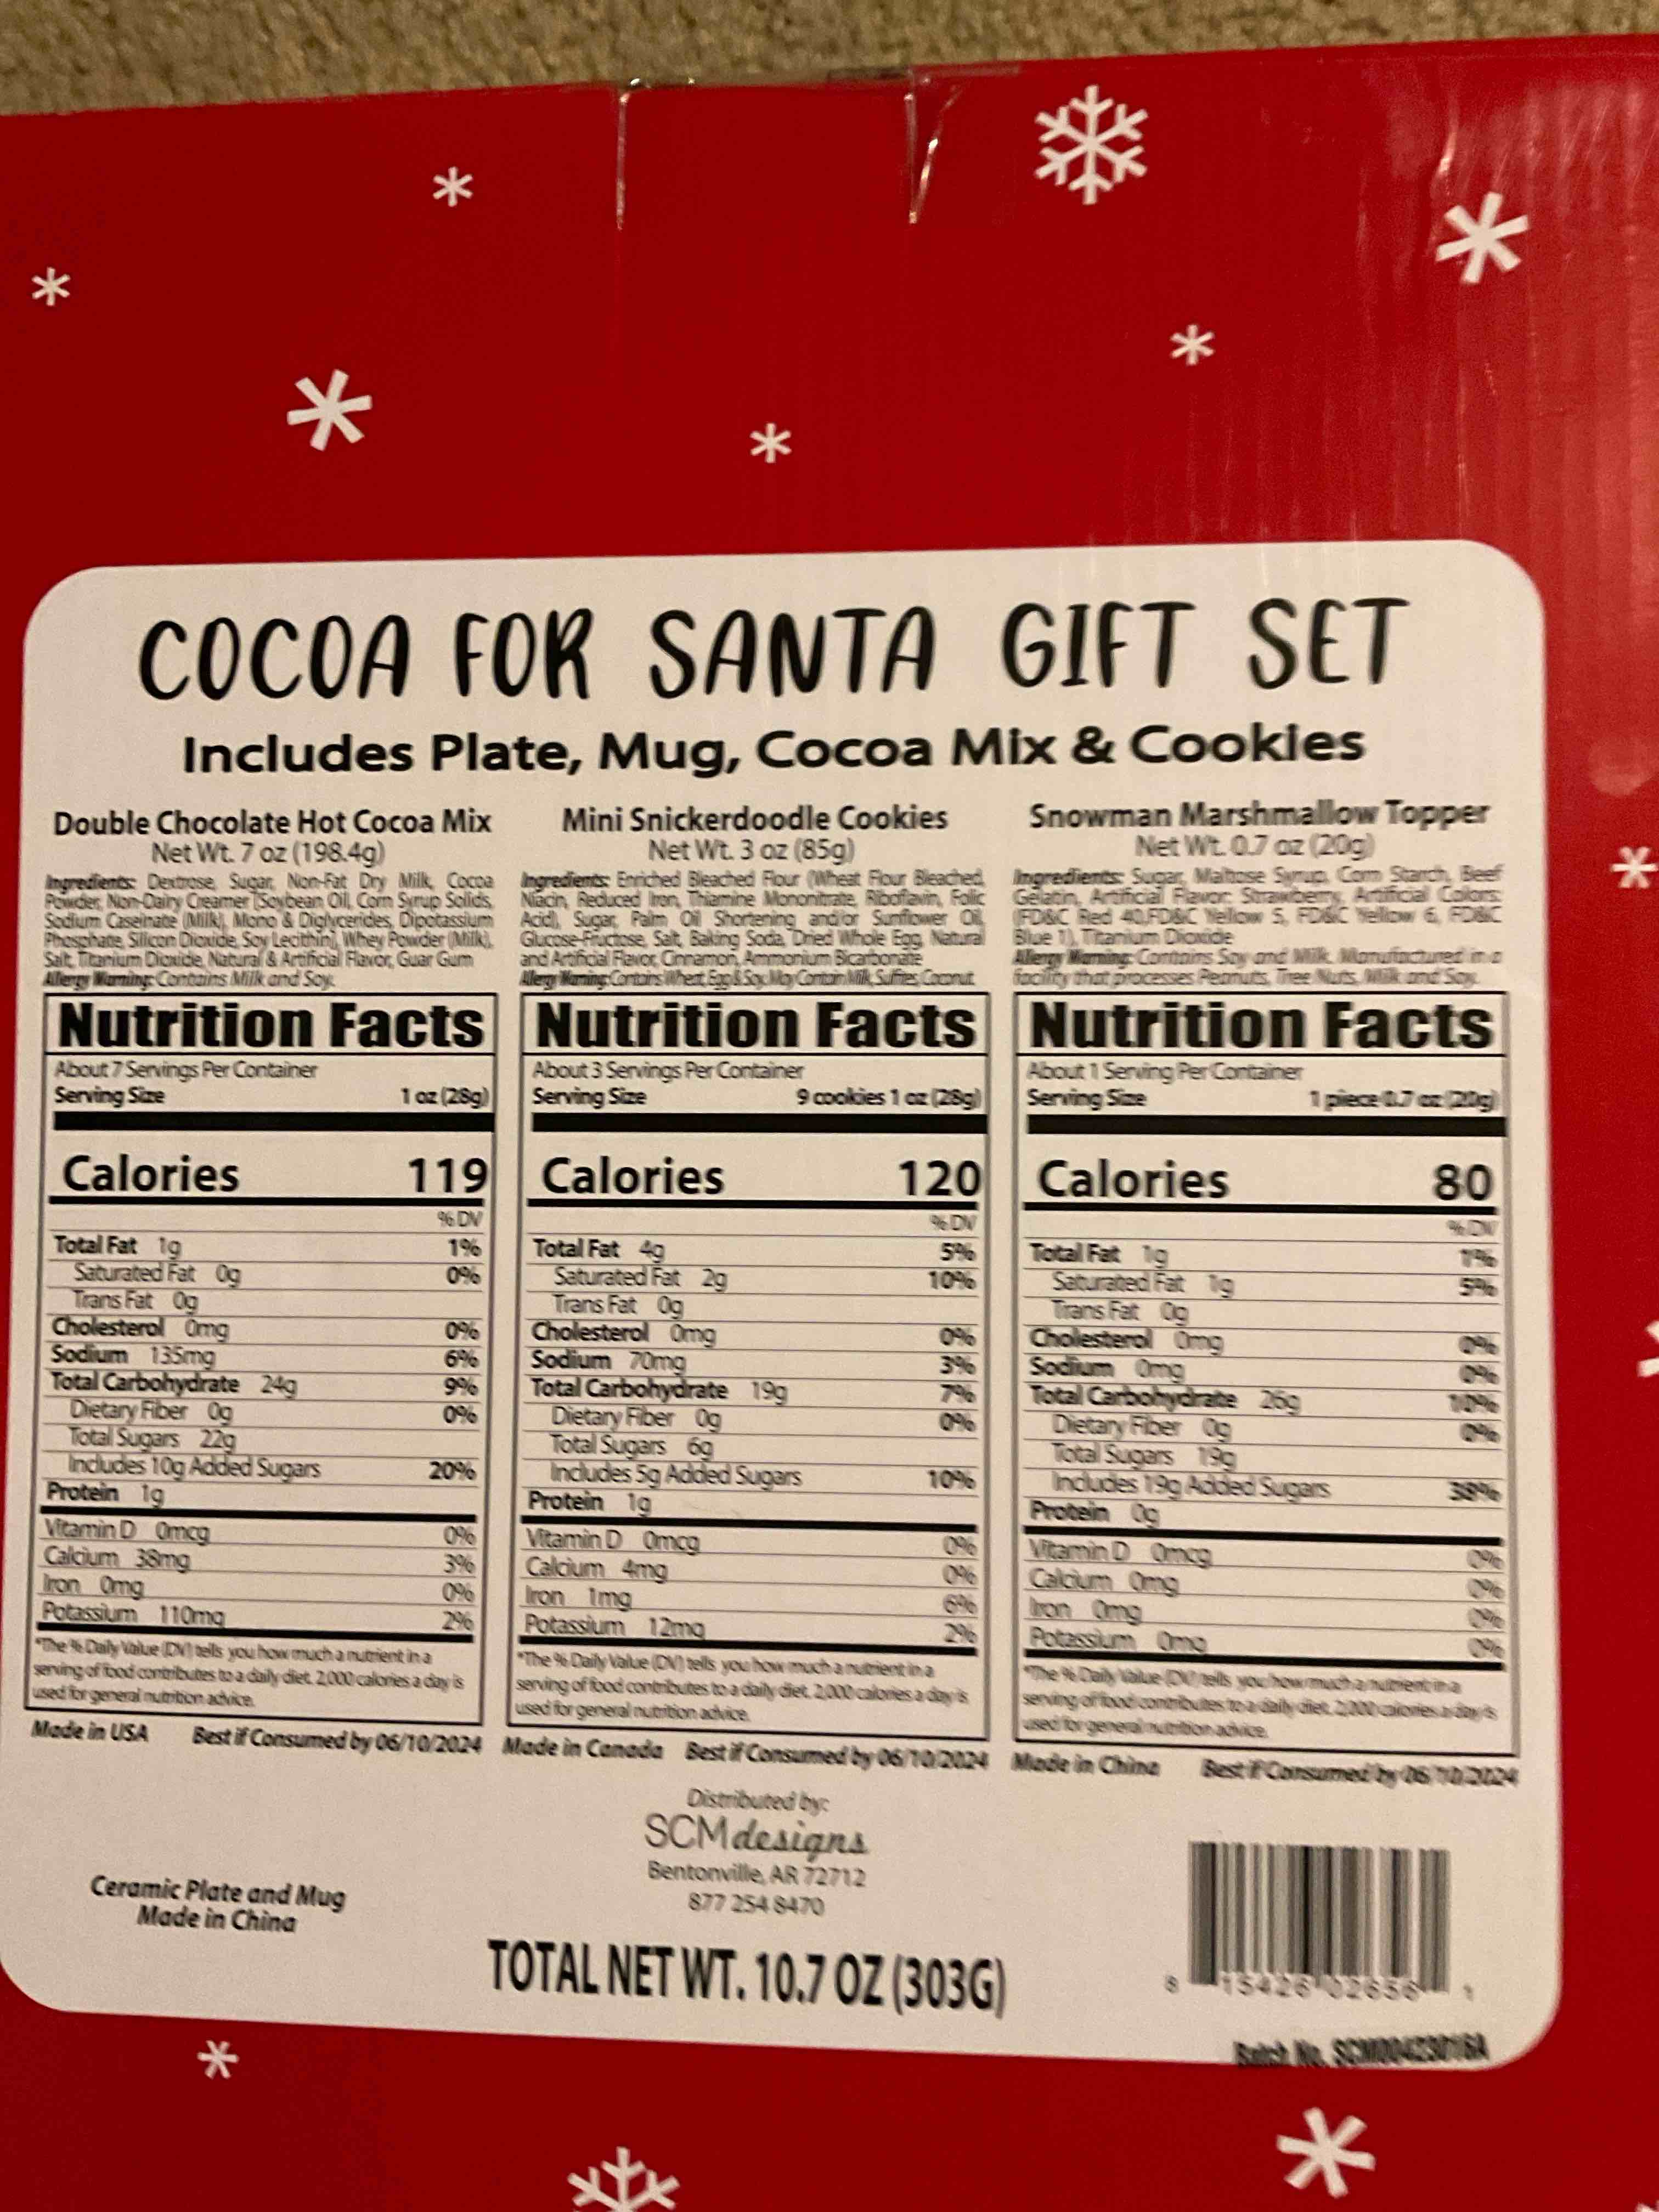 COCOA FOR SANTA GIFT SET
Includes Plate, Mug, Cocoa Mix & Cookies
Double Chocolate Hot Cocoa Mix
Net Wt. 7 oz (198.4g)
Ingredients: Dextrose, Sugar, Non-Fat Dry Milk, Cocoa
Powder, Non-Dairy Creamer [Soybean Oil, Corn Syrup Solids,
Sodium Caseinate (Milk), Mono & Diglycerides, Dipotassium
Phosphate, Silicon Dioxide, Soy Lecithin], Whey Powder (Milk),
Salt, Titanium Dioxide, Natural & Artificial Flavor, Guar Gum
Allergy Warning: Contains Milk and Soy.
Nutrition Facts
About 7 Servings Per Container
Serving Size 1 oz (28g)
Calories 119
% DV
Total Fat 1g 1%
Saturated Fat 0g 0%
Trans Fat 0g
Cholesterol 0mg 0%
Sodium 135mg 6%
Total Carbohydrate 24g 9%
Dietary Fiber 0g 0%
Total Sugars 22g
Includes 10g Added Sugars 20%
Protein 1g
Vitamin D 0mcg 0%
Calcium 38mg 3%
Iron 0mg 0%
Potassium 110mg 2%
*The % Daily Value (DV) tells you how much a nutrient in a
serving of food contributes to a daily diet. 2,000 calories a day is
used for general nutrition advice.
Made in USA Best if Consumed by 06/10/2024
Mini Snickerdoodle Cookies
Net Wt. 3 oz (85g)
Ingredients: Enriched Bleached Flour (Wheat Flour Bleached,
Niacin, Reduced Iron, Thiamine Mononitrate, Riboflavin, Folic
Acid), Sugar, Palm Oil Shortening and/or Sunflower Oil,
Glucose-Fructose, Salt, Baking Soda, Dried Whole Egg, Natural
and Artificial Flavor, Cinnamon, Ammonium Bicarbonate
Allergy Warning: Contains Wheat, Egg & Soy. May Contain Milk, Sulfites, Coconut.
Nutrition Facts
About 3 Servings Per Container
Serving Size 9 cookies 1 oz (28g)
Calories 120
% DV
Total Fat 4g 5%
Saturated Fat 2g 10%
Trans Fat 0g
Cholesterol 0mg 0%
Sodium 70mg 3%
Total Carbohydrate 19g 7%
Dietary Fiber 0g 0%
Total Sugars 6g
Includes 5g Added Sugars 10%
Protein 1g
Vitamin D 0mcg 0%
Calcium 4mg 0%
Iron 1mg 6%
Potassium 12mg 2%
*The % Daily Value (DV) tells you how much a nutrient in a
serving of food contributes to a daily diet. 2,000 calories a day is
used for general nutrition advice.
Made in Canada Best if Consumed by 06/10/2024
Snowman Marshmallow Topper
Net Wt. 0.7 oz (20g)
Ingredients: Sugar, Maltose Syrup, Corn Starch, Beef
Gelatin, Artificial Flavor: Strawberry, Artificial Colors:
(FD&C Red 40,FD&C Yellow 5, FD&C Yellow 6, FD&C
Blue 1), Titanium Dioxide
Allergy Warning: Contains Soy and Milk. Manufactured in a
facility that processes Peanuts, Tree Nuts, Milk and Soy.
Nutrition Facts
About 1 Serving Per Container
Serving Size 1 piece 0.7 oz (20g)
Calories 80
% DV
Total Fat 1g 1%
Saturated Fat 1g 5%
Trans Fat 0g
Cholesterol 0mg 0%
Sodium 0mg 0%
Total Carbohydrate 26g 10%
Dietary Fiber 0g 0%
Total Sugars 19g
Includes 19g Added Sugars 38%
Protein 0g
Vitamin D 0mcg 0%
Calcium 0mg 0%
Iron 0mg 0%
Potassium 0mg 0%
*The % Daily Value (DV) tells you how much a nutrient in a
serving of food contributes to a daily diet. 2,000 calories a day is
used for general nutrition advice.
Made in China Best if Consumed by 06/10/2024
Distributed by:
SCM designs
Bentonville, AR 72712
877 254 8470
Ceramic Plate and Mug
Made in China
TOTAL NET WT. 10.7 OZ (303G)
8 15426 02656 1
Batch No.